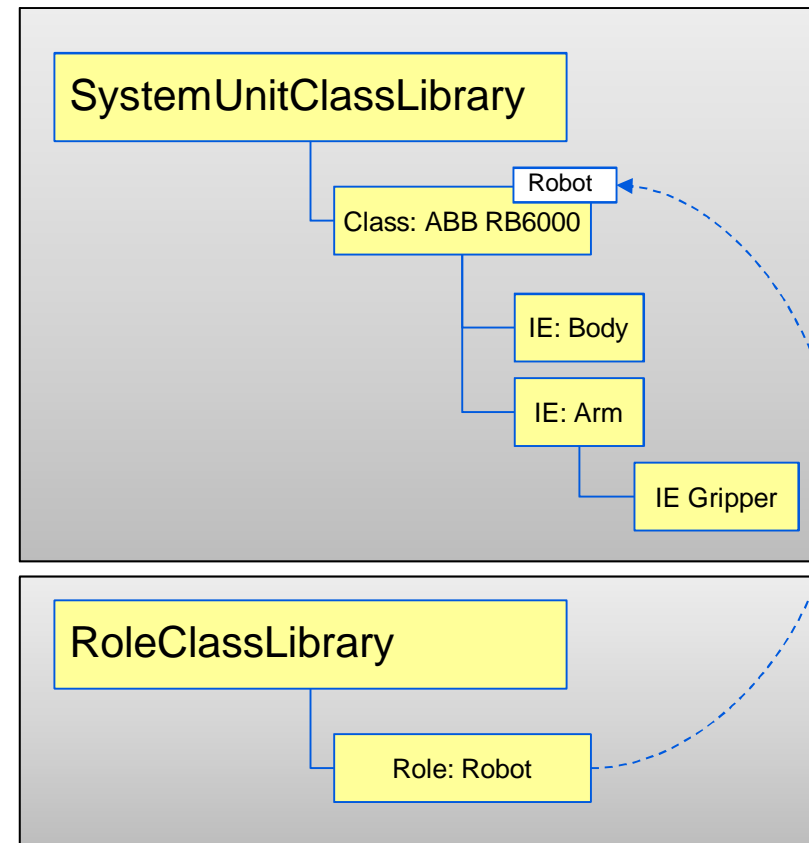 SystemUnitClassLibrary
Robot
Class: ABB RB6000
IE: Body
IE: Arm
IE Gripper
RoleClassLibrary
Role: Robot